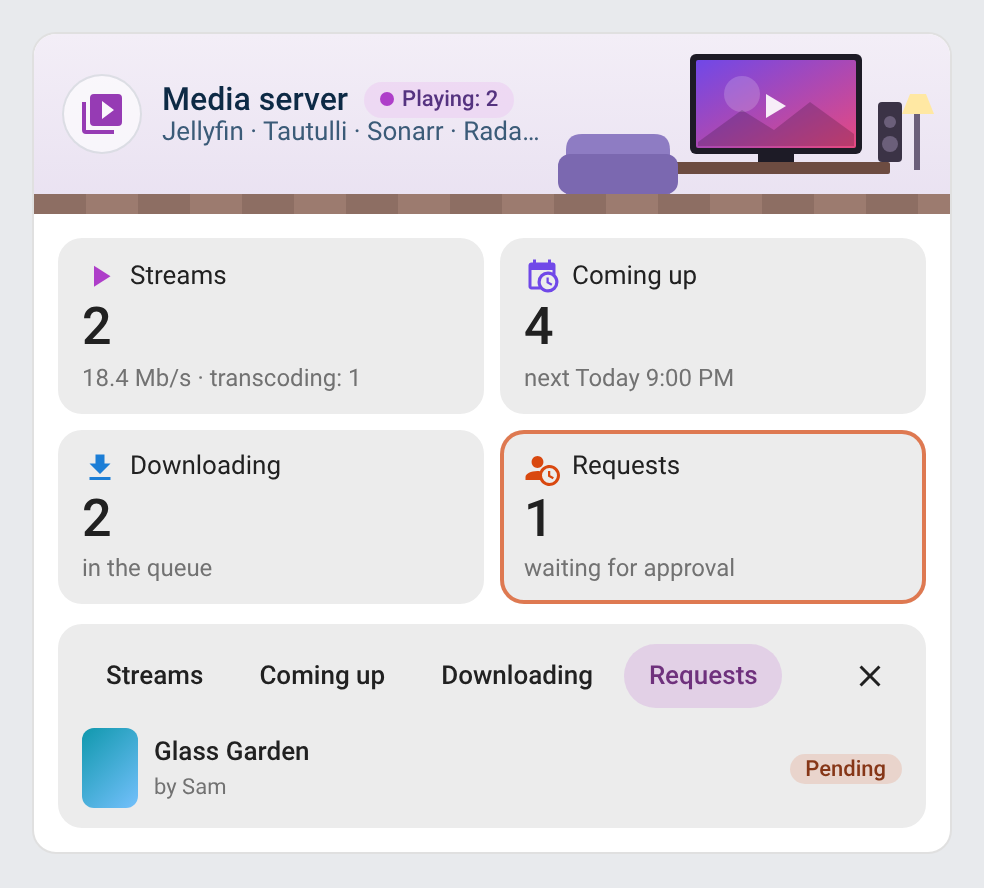 Media server
Playing: 2
Jellyfin · Tautulli · Sonarr · Rada...
Streams
2
18.4 Mb/s · transcoding: 1
Coming up
4
next Today 9:00 PM
Downloading
2
in the queue
Requests
1
waiting for approval
Streams Coming up Downloading Requests
Glass Garden
by Sam
Pending